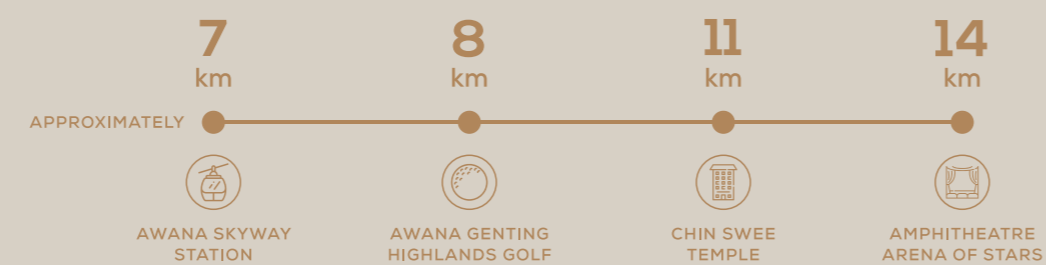 7
km
8
km
11
km
14
km
APPROXIMATELY
AWANA SKYWAY
STATION
AWANA GENTING
HIGHLANDS GOLF
CHIN SWEE
TEMPLE
AMPHITHEATRE
ARENA OF STARS